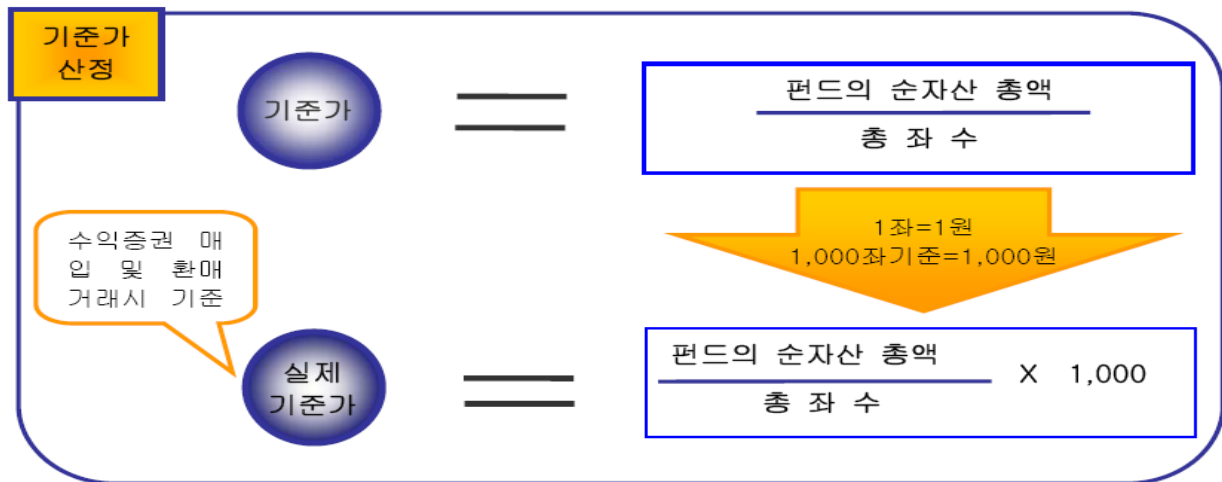 기준가
산정
기준가
펀드의 순자산 총액
총 좌 수
1좌=1원
1,000좌기준=1,000원
수익증권 매
입 및 환매
거래시 기준
실제
기준가
펀드의 순자산 총액
X 1,000
총 좌 수